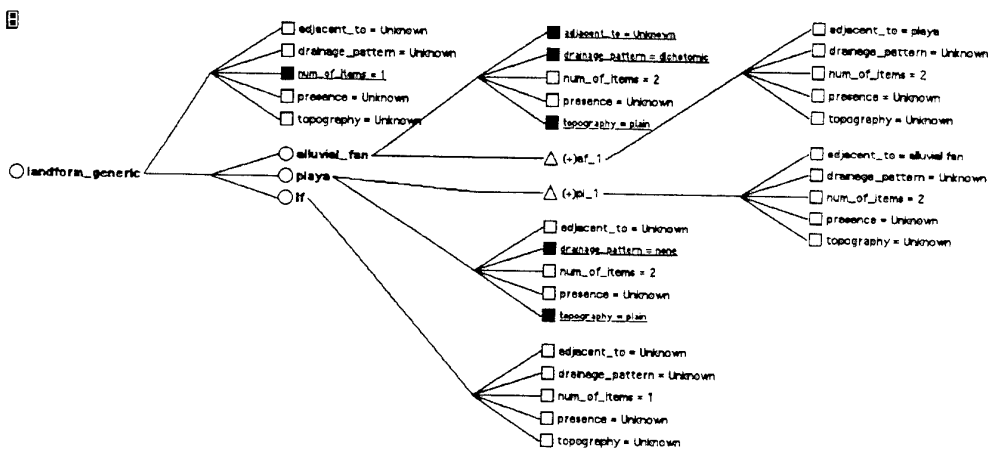 landform_generic
adjacent_to = Unknown
drainage_pattern = Unknown
num_of_items = 1
presence = Unknown
topography = Unknown
alluvial_fan
playa
lf
adjacent_to = Unknown
drainage_pattern = dichotomic
num_of_items = 2
presence = Unknown
topography = plain
(+)af_1
(+)pl_1
adjacent_to = Unknown
drainage_pattern = none
num_of_items = 2
presence = Unknown
topography = plain
adjacent_to = Unknown
drainage_pattern = Unknown
num_of_items = 1
presence = Unknown
topography = Unknown
adjacent_to = playa
drainage_pattern = Unknown
num_of_items = 2
presence = Unknown
topography = Unknown
adjacent_to = alluvial fan
drainage_pattern = Unknown
num_of_items = 2
presence = Unknown
topography = Unknown